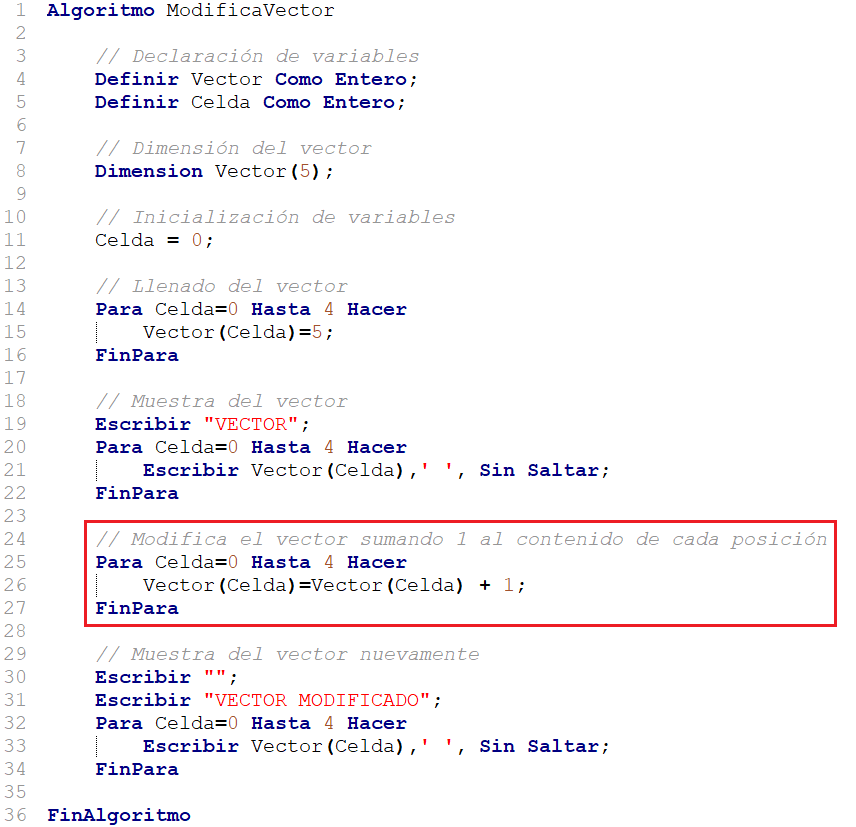 1 Algoritmo ModificaVector
2
3 // Declaración de variables
4 Definir Vector Como Entero;
5 Definir Celda Como Entero;
6
7 // Dimensión del vector
8 Dimension Vector(5);
9
10 // Inicialización de variables
11 Celda = 0;
12
13 // Llenado del vector
14 Para Celda=0 Hasta 4 Hacer
15 Vector(Celda)=5;
16 FinPara
17
18 // Muestra del vector
19 Escribir "VECTOR";
20 Para Celda=0 Hasta 4 Hacer
21 Escribir Vector(Celda),' ', Sin Saltar;
22 FinPara
23
24 // Modifica el vector sumando 1 al contenido de cada posición
25 Para Celda=0 Hasta 4 Hacer
26 Vector(Celda)=Vector(Celda) + 1;
27 FinPara
28
29 // Muestra del vector nuevamente
30 Escribir "";
31 Escribir "VECTOR MODIFICADO";
32 Para Celda=0 Hasta 4 Hacer
33 Escribir Vector(Celda),' ', Sin Saltar;
34 FinPara
35
36 FinAlgoritmo